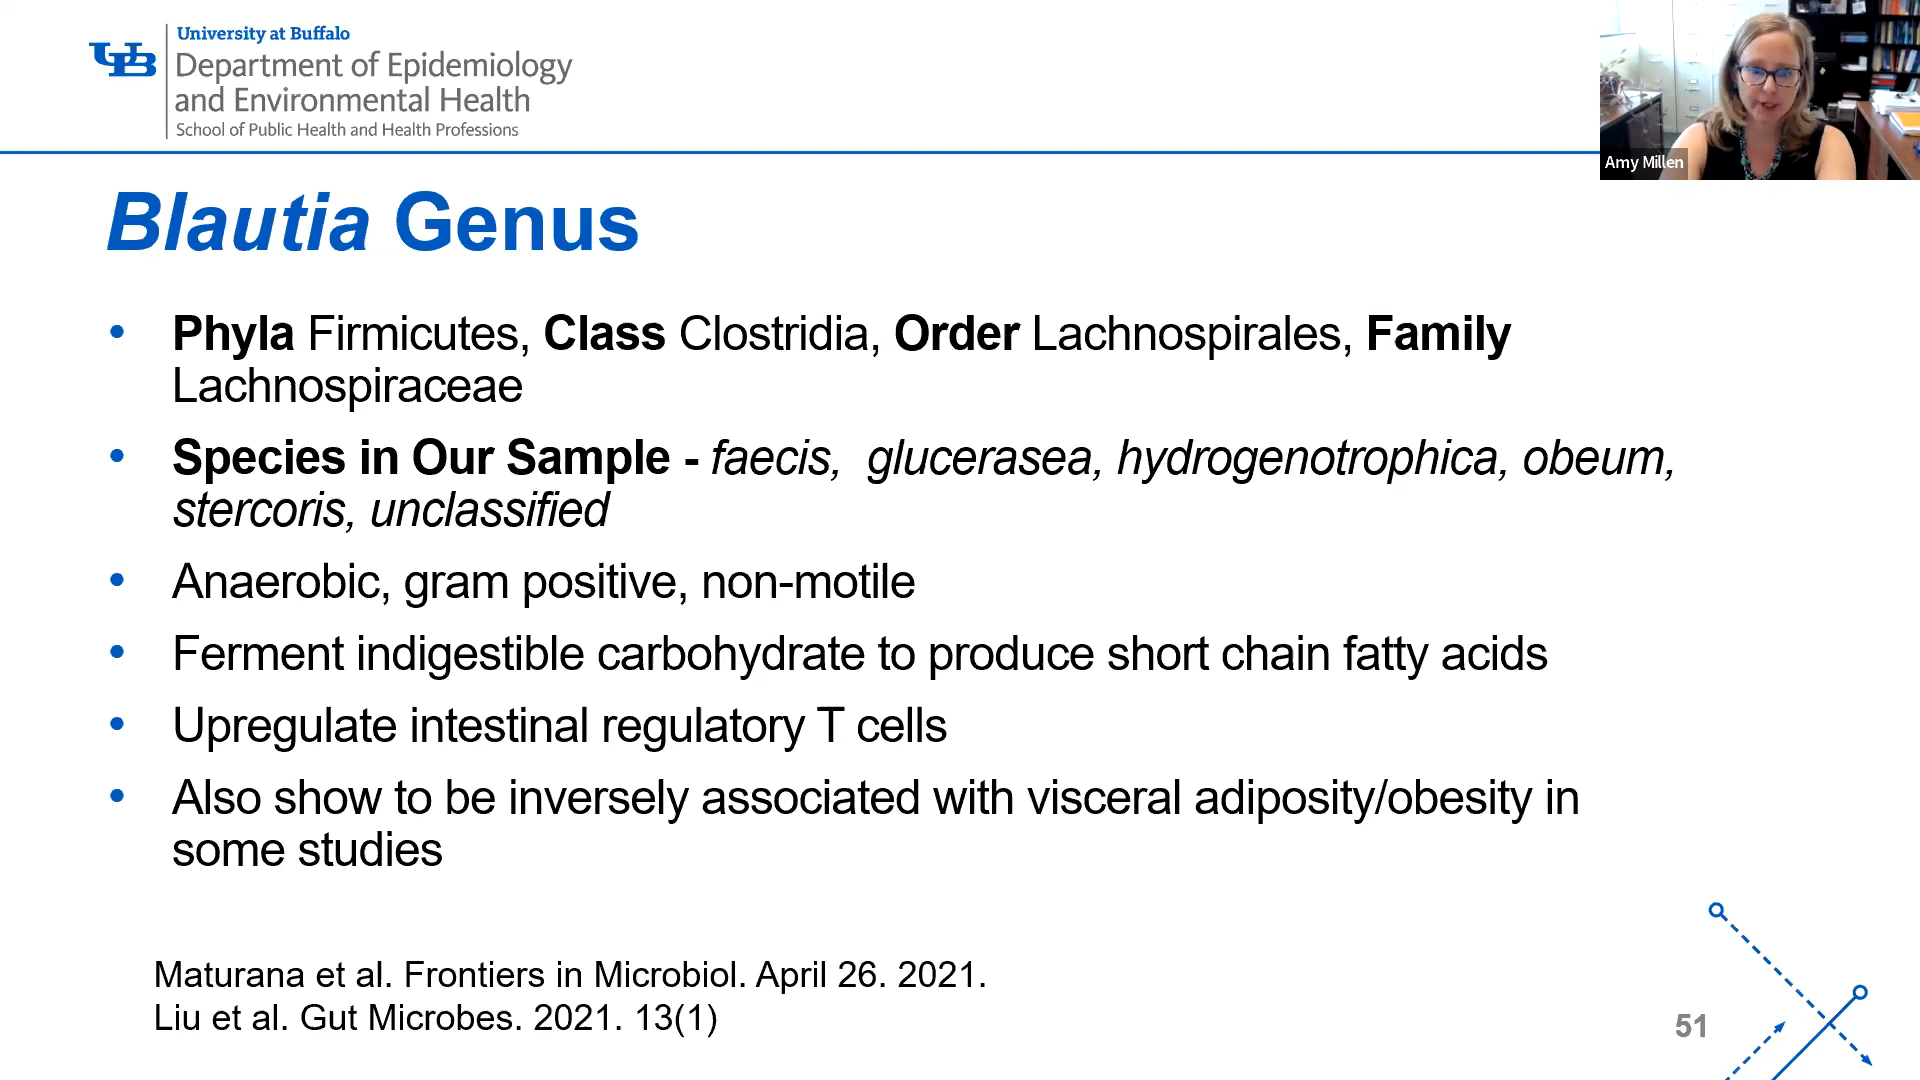 University at Buffalo
Department of Epidemiology
and Environmental Health
School of Public Health and Health Professions
UB
Amy Millen
Blautia Genus
• Phyla Firmicutes, Class Clostridia, Order Lachnospirales, Family
Lachnospiraceae
• Species in Our Sample - faecis, glucerasea, hydrogenotrophica, obeum,
stercoris, unclassified
• Anaerobic, gram positive, non-motile
• Ferment indigestible carbohydrate to produce short chain fatty acids
• Upregulate intestinal regulatory T cells
• Also show to be inversely associated with visceral adiposity/obesity in
some studies
Maturana et al. Frontiers in Microbiol. April 26. 2021.
Liu et al. Gut Microbes. 2021. 13(1)
51